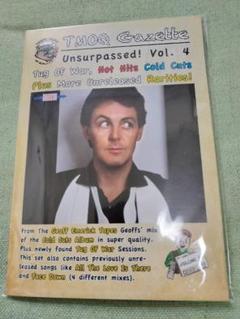 TMOQ Gazette
Unsurpassed! Vol. 4
Tug Of War, Hot Hits Cold Cuts
Plus More Unreleased Rarities!
From The Geoff Emerick Tapes Geoffs' mix
of the Cold Cuts Album in super quality.
Plus newly found Tug Of War Sessions.
This set also contains previously unre-
leased songs like All The Love Is There
and Face Down (4 different mixes).